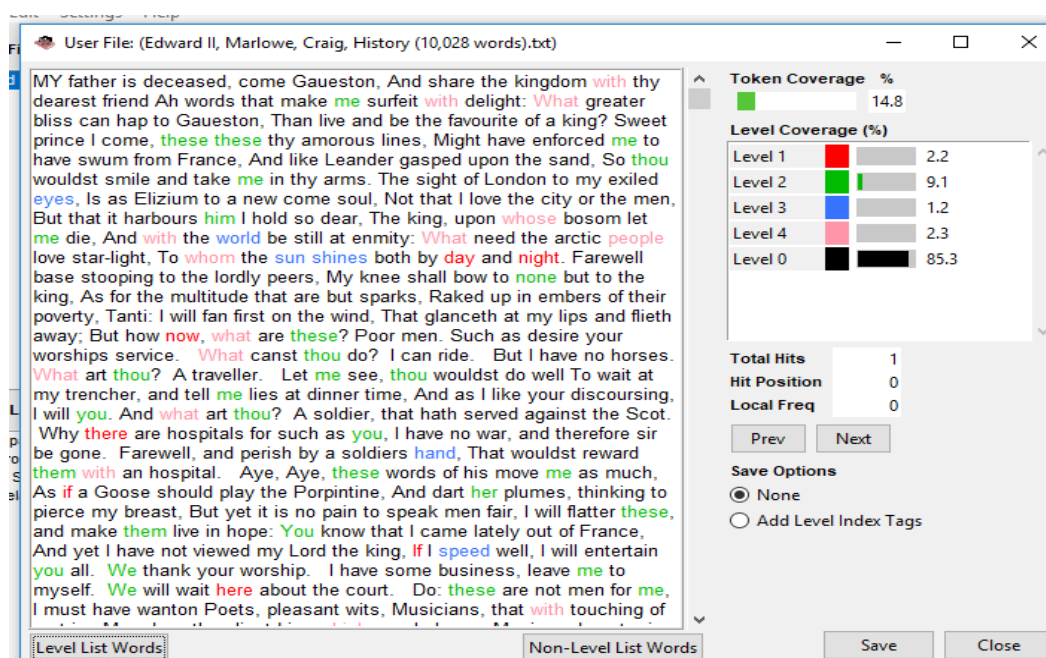 Edit Settings Help
User File: (Edward II, Marlowe, Craig, History (10,028 words).txt)
MY father is deceased, come Gaueston, And share the kingdom with thy
dearest friend Ah words that make me surfeit with delight: What greater
bliss can hap to Gaueston, Than live and be the favourite of a king? Sweet
prince I come, these these thy amorous lines, Might have enforced me to
have swum from France, And like Leander gasped upon the sand, So thou
wouldst smile and take me in thy arms. The sight of London to my exiled
eyes, Is as Elizium to a new come soul, Not that I love the city or the men,
But that it harbours him I hold so dear, The king, upon whose bosom let
me die, And with the world be still at enmity: What need the arctic people
love star-light, To whom the sun shines both by day and night. Farewell
base stooping to the lordly peers, My knee shall bow to none but to the
king, As for the multitude that are but sparks, Raked up in embers of their
poverty, Tanti: I will fan first on the wind, That glanceth at my lips and flieth
away; But how now, what are these? Poor men. Such as desire your
worships service. What canst thou do? I can ride. But I have no horses.
What art thou? A traveller. Let me see, thou wouldst do well To wait at
my trencher, and tell me lies at dinner time, And as I like your discoursing,
I will you. And what art thou? A soldier, that hath served against the Scot.
Why there are hospitals for such as you, I have no war, and therefore sir
be gone. Farewell, and perish by a soldiers hand, That wouldst reward
them with an hospital. Aye, Aye, these words of his move me as much,
As if a Goose should play the Porpintine, And dart her plumes, thinking to
pierce my breast, But yet it is no pain to speak men fair, I will flatter these,
and make them live in hope: You know that I came lately out of France,
And yet I have not viewed my Lord the king, If I speed well, I will entertain
you all. We thank your worship. I have some business, leave me to
myself. We will wait here about the court. Do: these are not men for me,
I must have wanton Poets, pleasant wits, Musicians, that with touching of
Level List Words
Non-Level List Words
Token Coverage %
14.8
Level Coverage (%)
Level 1 2.2
Level 2 9.1
Level 3 1.2
Level 4 2.3
Level 0 85.3
Total Hits 1
Hit Position 0
Local Freq 0
Prev Next
Save Options
None
Add Level Index Tags
Save Close